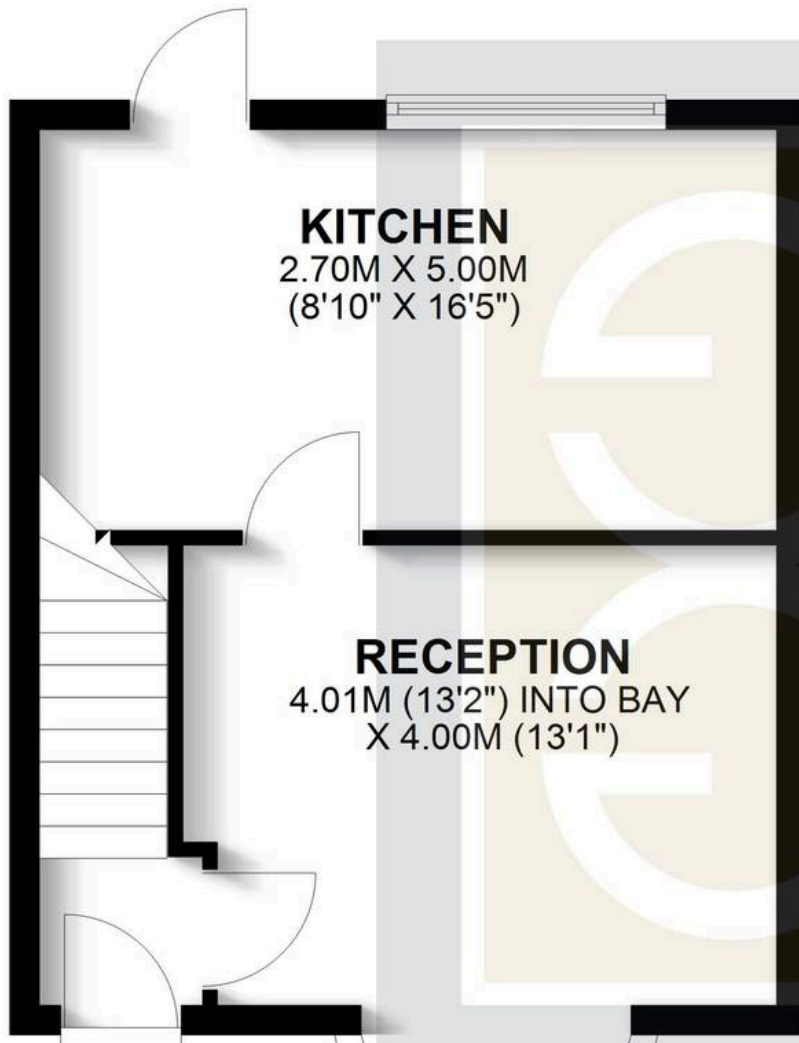 KITCHEN
2.70M X 5.00M
(8'10" X 16'5")
RECEPTION
4.01M (13'2") INTO BAY
X 4.00M (13'1")